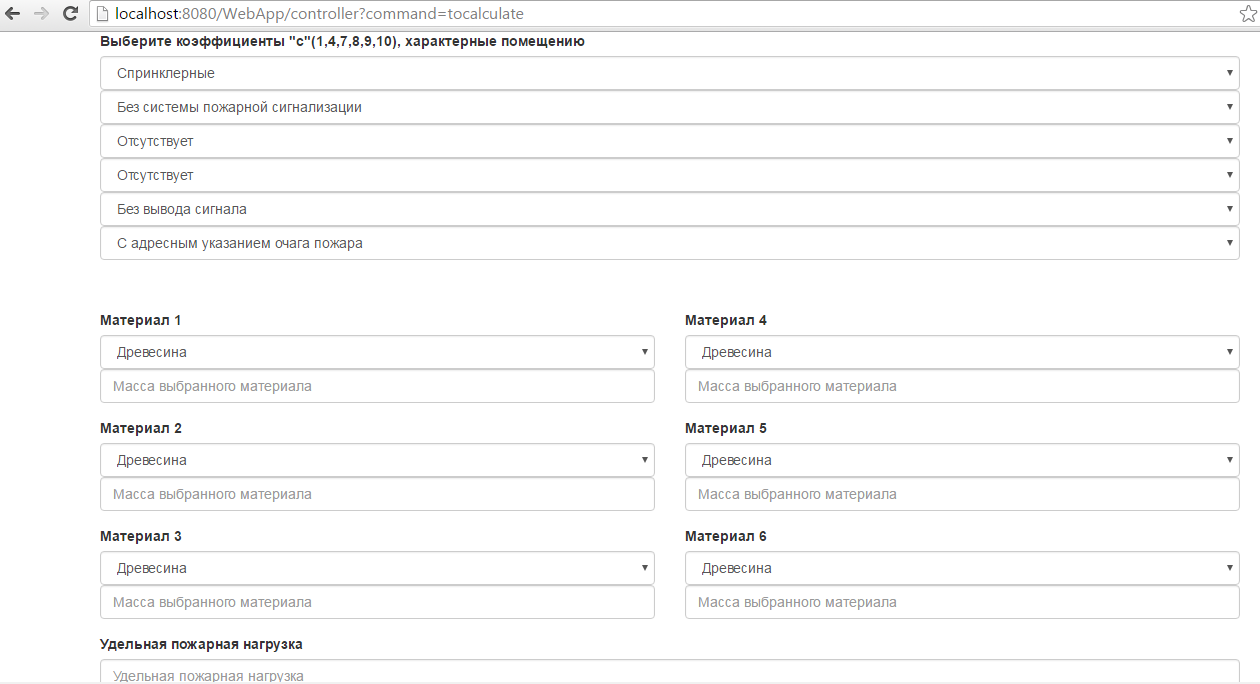 localhost:8080/WebApp/controller?command=tocalculate
Выберите коэффициенты "с"(1,4,7,8,9,10), характерные помещению
Спринклерные
Без системы пожарной сигнализации
Отсутствует
Отсутствует
Без вывода сигнала
С адресным указанием очага пожара
Материал 1
Древесина
Масса выбранного материала
Материал 4
Древесина
Масса выбранного материала
Материал 2
Древесина
Масса выбранного материала
Материал 5
Древесина
Масса выбранного материала
Материал 3
Древесина
Масса выбранного материала
Материал 6
Древесина
Масса выбранного материала
Удельная пожарная нагрузка
Удельная пожарная нагрузка